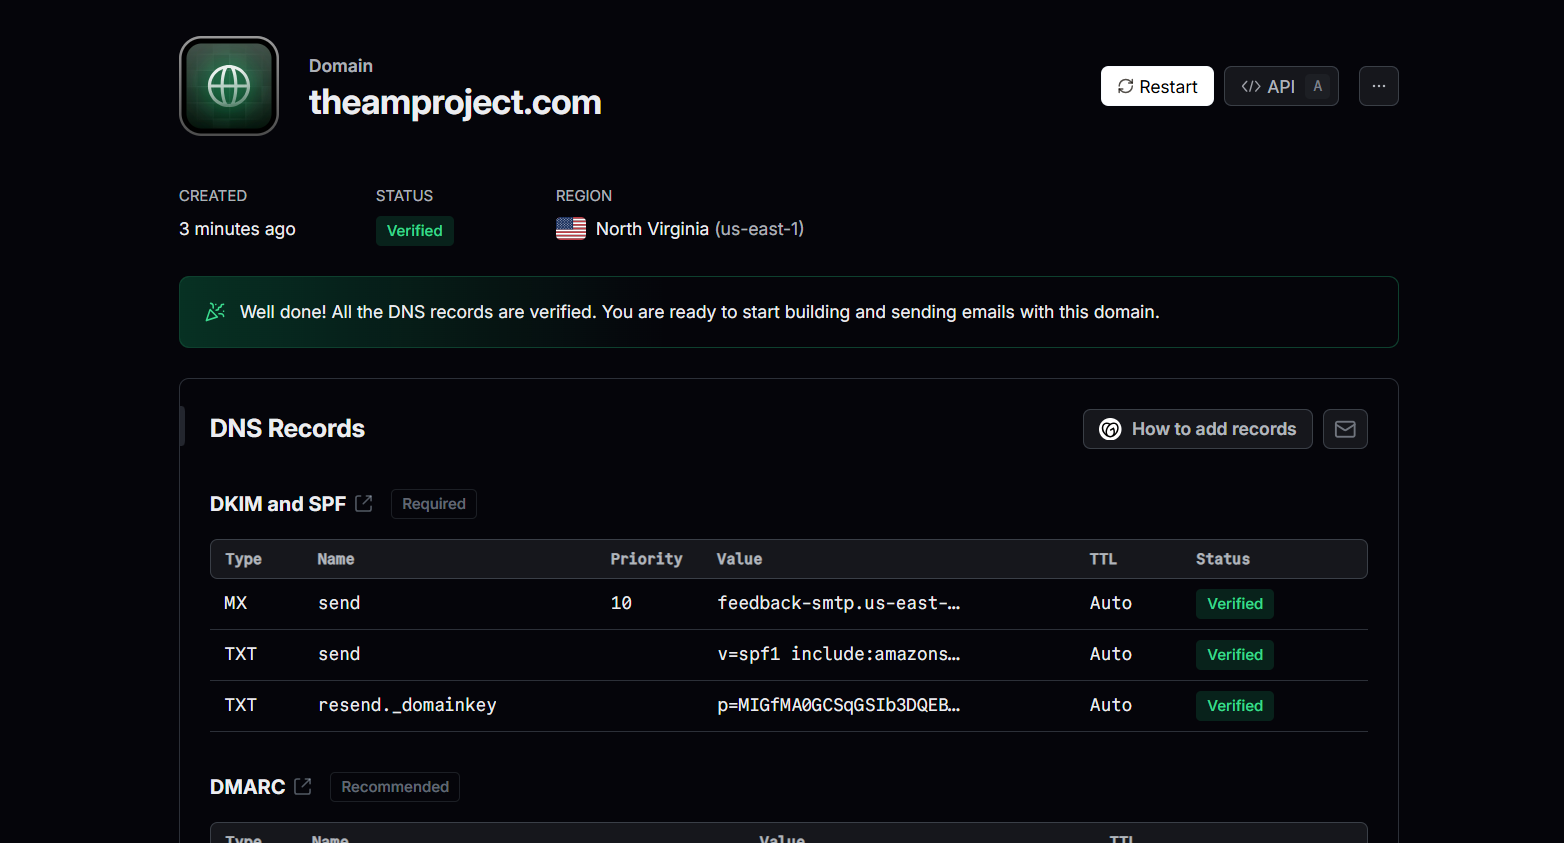 Domain
theamproject.com
Restart
API A
CREATED STATUS REGION
3 minutes ago Verified North Virginia (us-east-1)
Well done! All the DNS records are verified. You are ready to start building and sending emails with this domain.
DNS Records
How to add records
DKIM and SPF Required
Type Name Priority Value TTL Status
MX send 10 feedback-smtp.us-east-… Auto Verified
TXT send v=spf1 include:amazons… Auto Verified
TXT resend._domainkey p=MIGfMA0GCSqGSIb3DQEB… Auto Verified
DMARC Recommended
Type Name Value TTL